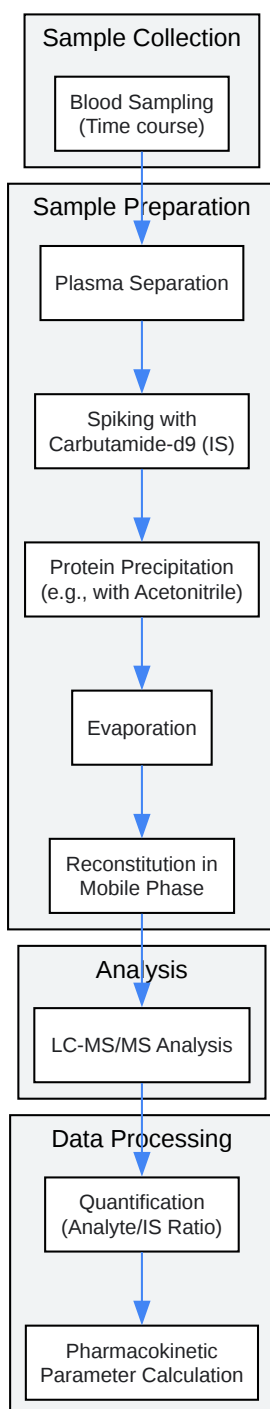 Sample Collection
Blood Sampling
(Time course)
Sample Preparation
Plasma Separation
Spiking with
Carbutamide-d9 (IS)
Protein Precipitation
(e.g., with Acetonitrile)
Evaporation
Reconstitution in
Mobile Phase
Analysis
LC-MS/MS Analysis
Data Processing
Quantification
(Analyte/IS Ratio)
Pharmacokinetic
Parameter Calculation